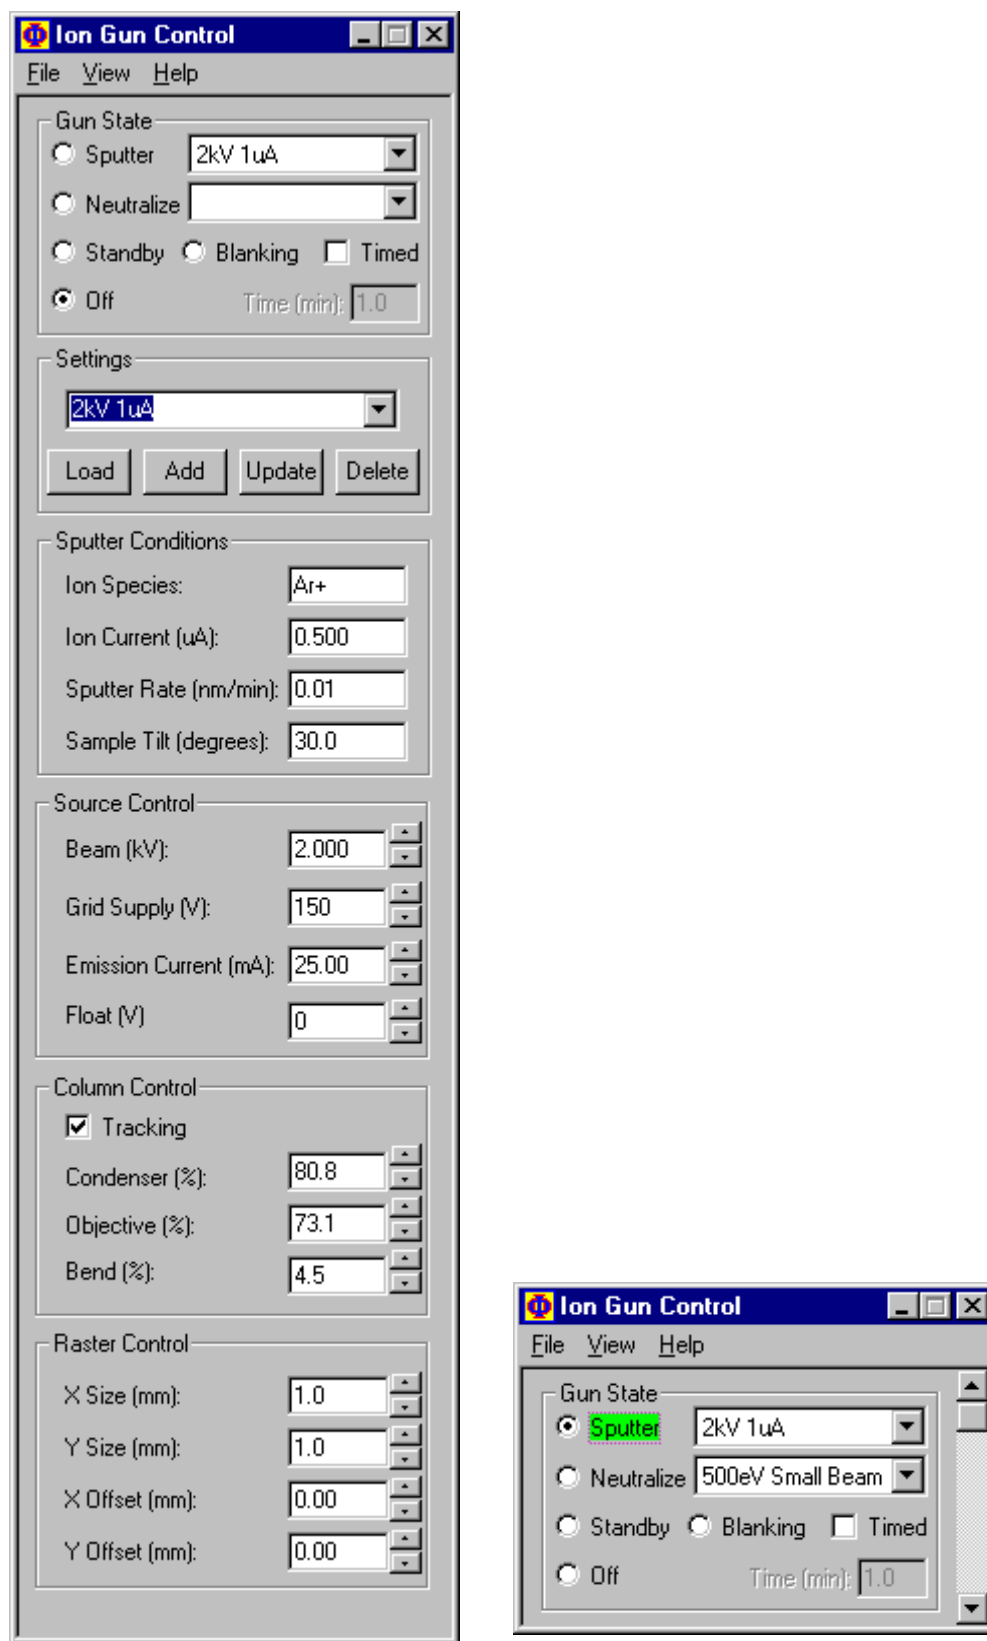 Ion Gun Control
File View Help
Gun State
Sputter 2kV 1uA
Neutralize
Standby Blanking Timed
Off Time (min): 1.0
Settings
2kV 1uA
Load Add Update Delete
Sputter Conditions
Ion Species: Ar+
Ion Current (uA): 0.500
Sputter Rate (nm/min): 0.01
Sample Tilt (degrees): 30.0
Source Control
Beam (kV): 2.000
Grid Supply (V): 150
Emission Current (mA): 25.00
Float (V) 0
Column Control
Tracking
Condenser (%): 80.8
Objective (%): 73.1
Bend (%): 4.5
Raster Control
X Size (mm): 1.0
Y Size (mm): 1.0
X Offset (mm): 0.00
Y Offset (mm): 0.00
Ion Gun Control
File View Help
Gun State
Sputter 2kV 1uA
Neutralize 500eV Small Beam
Standby Blanking Timed
Off Time (min): 1.0